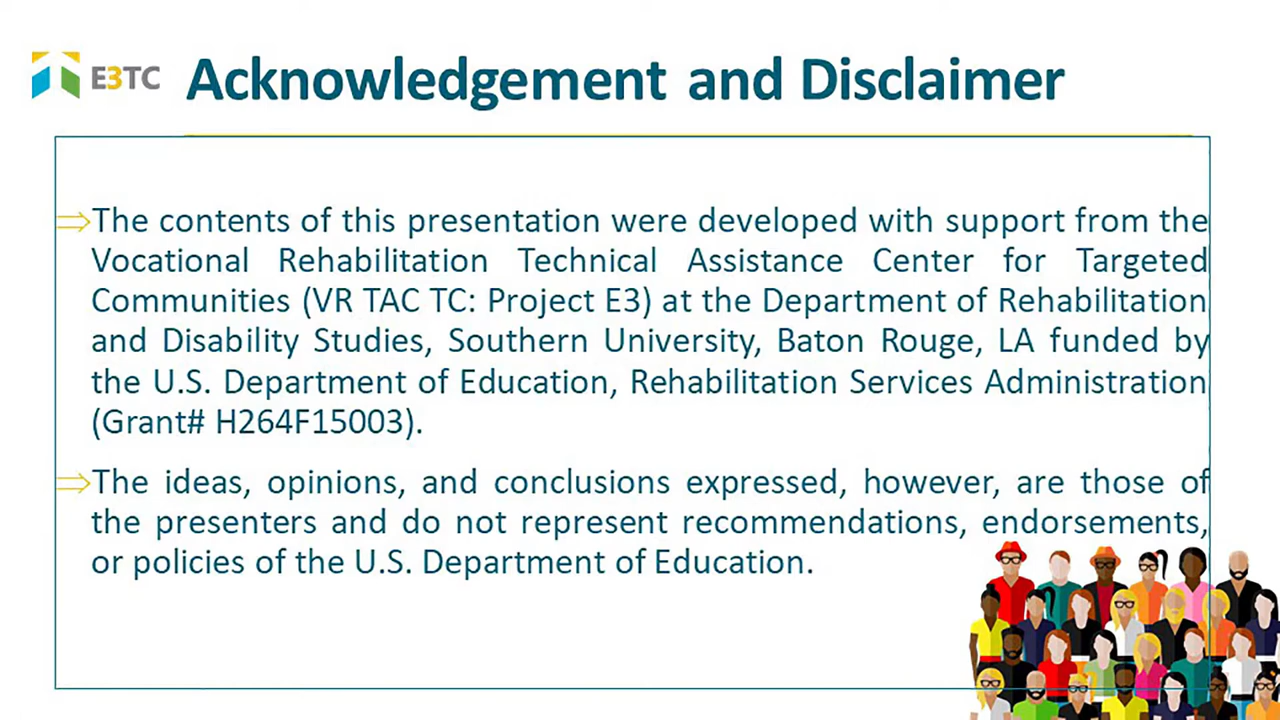 E3TC
Acknowledgement and Disclaimer
⇒The contents of this presentation were developed with support from the
Vocational Rehabilitation Technical Assistance Center for Targeted
Communities (VR TAC TC: Project E3) at the Department of Rehabilitation
and Disability Studies, Southern University, Baton Rouge, LA funded by
the U.S. Department of Education, Rehabilitation Services Administration
(Grant# H264F15003).
⇒The ideas, opinions, and conclusions expressed, however, are those of
the presenters and do not represent recommendations, endorsements,
or policies of the U.S. Department of Education.